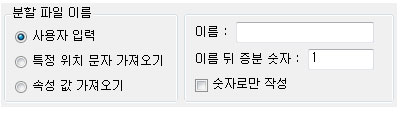 분할 파일 이름
사용자 입력
특정 위치 문자 가져오기
속성 값 가져오기
이름 :
이름 뒤 증분 숫자 : 1
숫자로만 작성